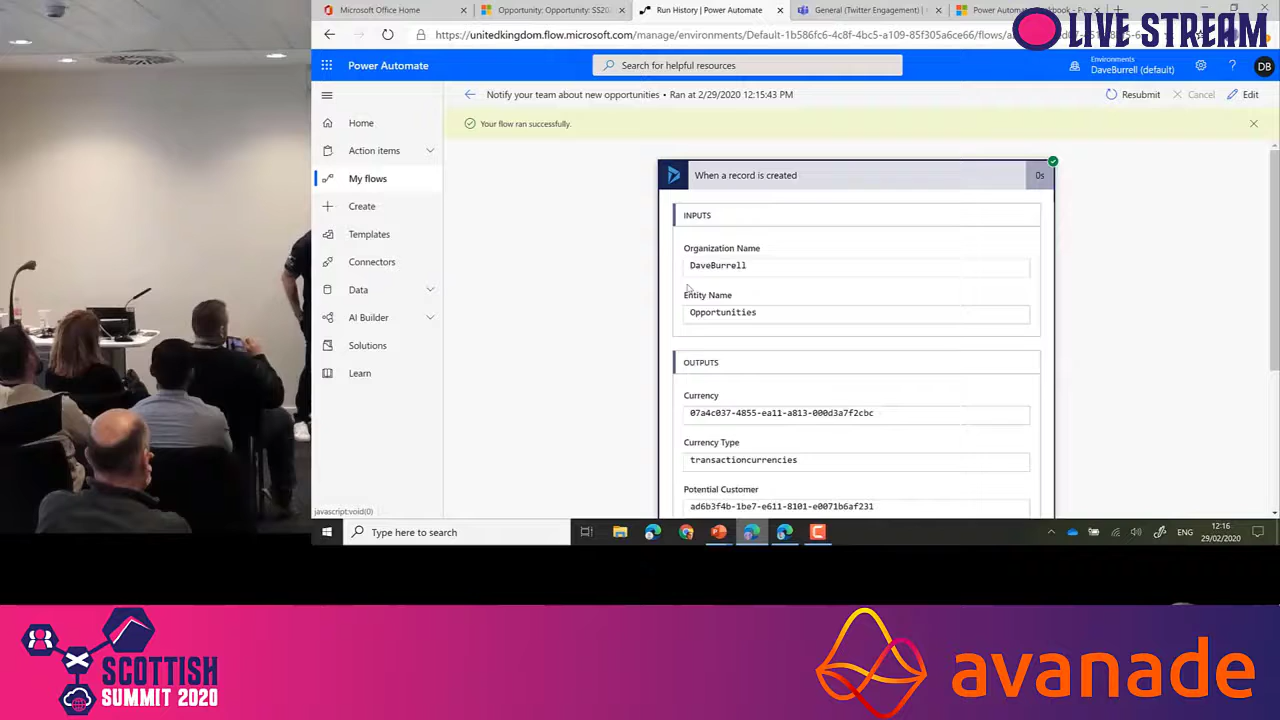 Microsoft Office Home
Opportunity: Opportunity: SS202
Run History | Power Automate
General (Twitter Engagement) |
Power Automate
LIVE STREAM
https://unitedkingdom.flow.microsoft.com/manage/environments/Default-1b586fc6-4c8f-4bc5-a109-85f305a6ce66/flows/
Power Automate
Search for helpful resources
Environments
DaveBurrell (default)
?
DB
Notify your team about new opportunities • Ran at 2/29/2020 12:15:43 PM
Resubmit
Cancel
Edit
Your flow ran successfully.
Home
Action items
My flows
Create
Templates
Connectors
Data
AI Builder
Solutions
Learn
When a record is created
0s
INPUTS
Organization Name
DaveBurrell
Entity Name
Opportunities
OUTPUTS
Currency
07a4c037-4855-ea11-a813-000d3a7f2cbc
Currency Type
transactioncurrencies
Potential Customer
ad6b3f4b-1be7-e611-8101-e0071b6af231
javascript:void(0)
Type here to search
ENG
12:16
29/02/2020
SCOTTISH
SUMMIT 2020
avanade